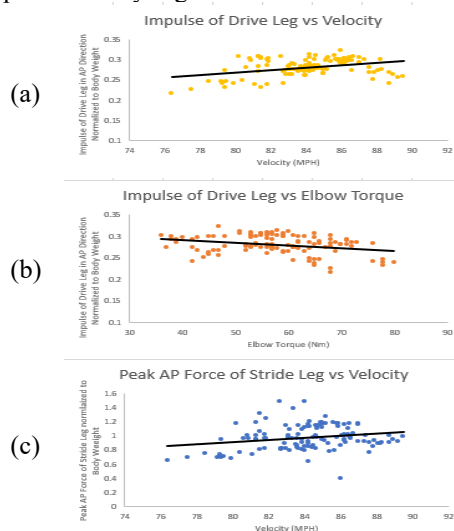 Impulse of Drive Leg vs Velocity
(a)
Impulse of Drive Leg in AP Direction
Normalized to Body Weight
0.35
0.3
0.25
0.2
0.15
0.1
74 76 78 80 82 84 86 88 90 92
Velocity (MPH)
Impulse of Drive Leg vs Elbow Torque
(b)
Impulse of Drive Leg in AP Direction
Normalized to Body Weight
0.35
0.3
0.25
0.2
0.15
0.1
30 40 50 60 70 80 90
Elbow Torque (Nm)
Peak AP Force of Stride Leg vs Velocity
(c)
Peak AP Force of Stride Leg normlaized to
Body Weight
1.6
1.4
1.2
1
0.8
0.6
0.4
0.2
0
74 76 78 80 82 84 86 88 90 92
Velocity (MPH)